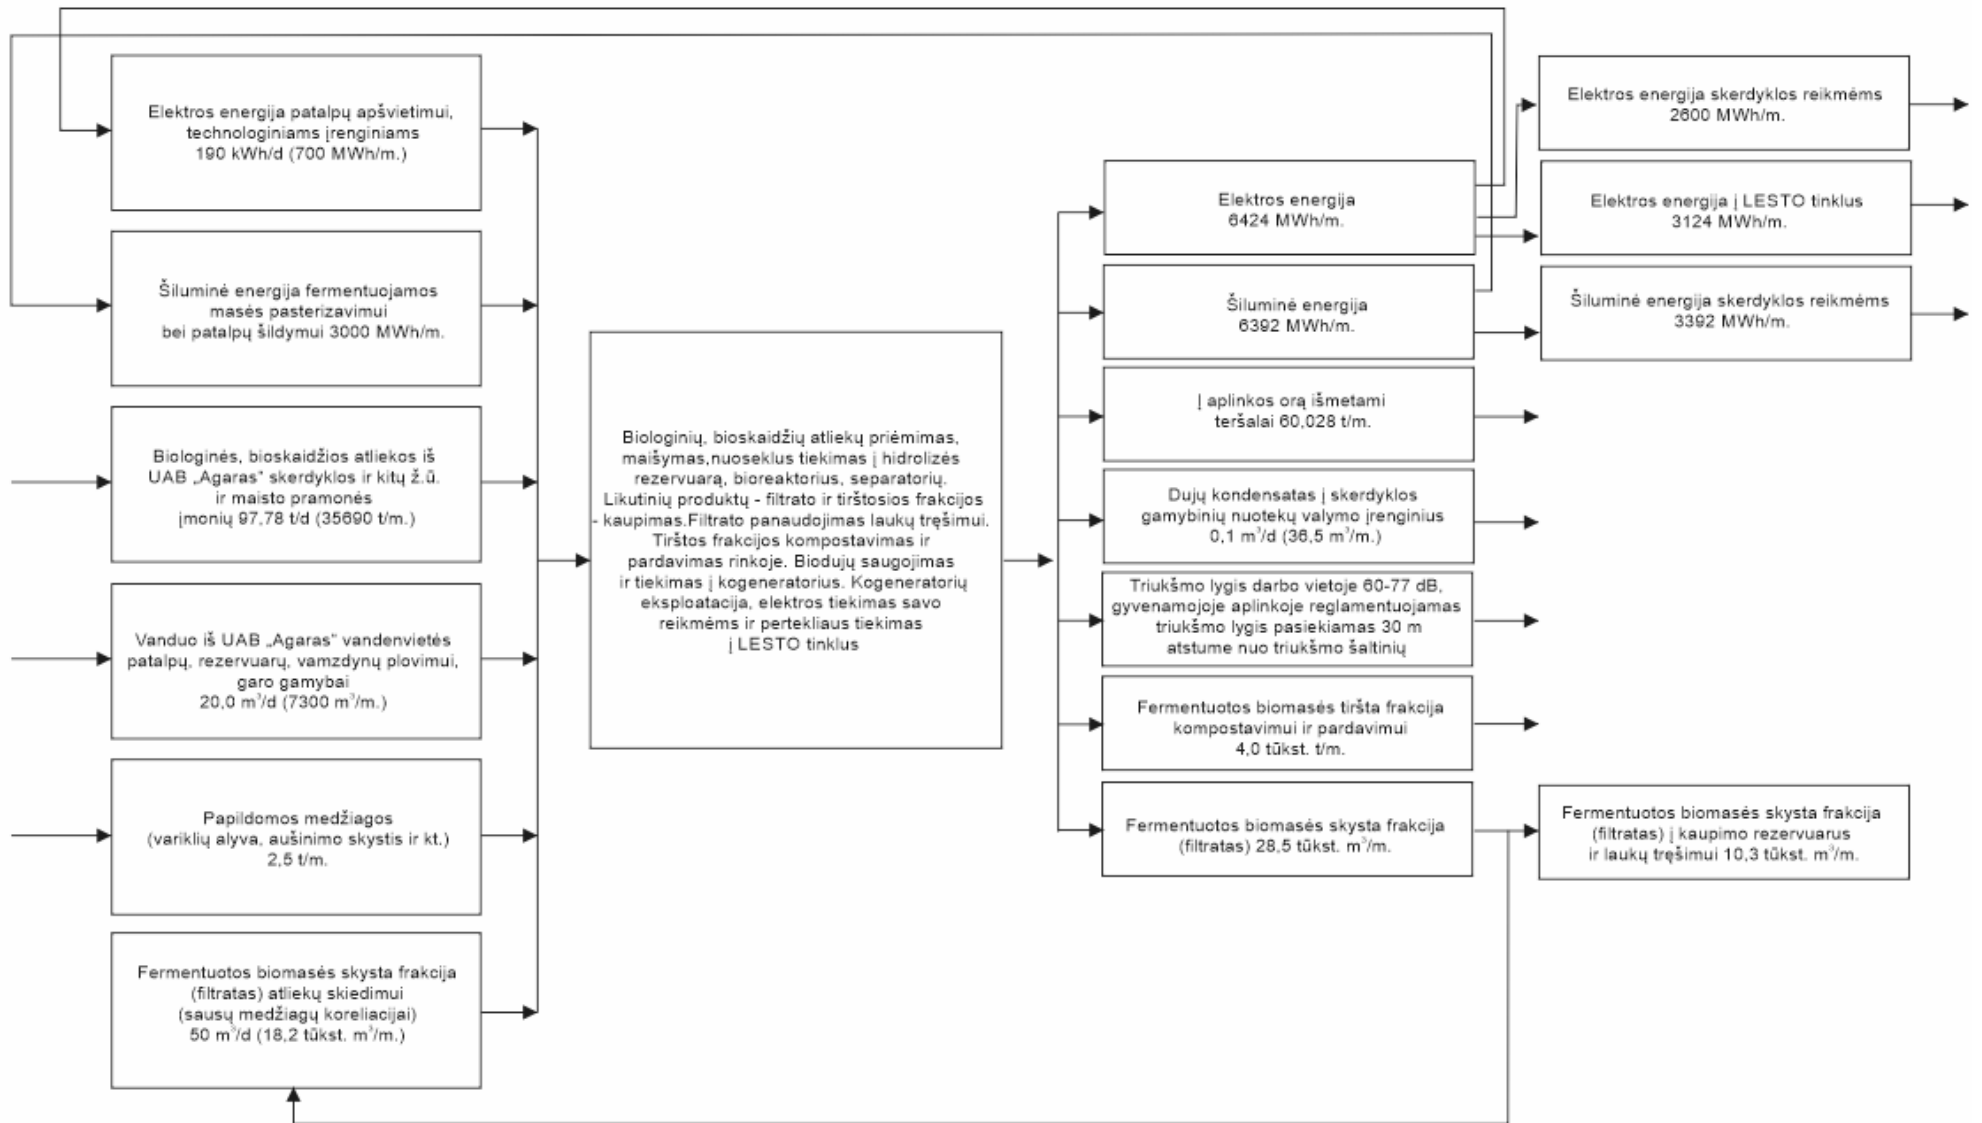 Elektros energija patalpų apšvietimui,
technologiniams įrenginiams
190 kWh/d (700 MWh/m.)
Šiluminė energija fermentuojamos
masės pasterizavimui
bei patalpų šildymui 3000 MWh/m.
Biologinės, bioskaidžios atliekos iš
UAB „Agaras" skerdyklos ir kitų ž.ū.
ir maisto pramonės
įmonių 97,78 t/d (35690 t/m.)
Vanduo iš UAB „Agaras" vandenvietės
patalpų, rezervuarų, vamzdynų plovimui,
garo gamybai
20,0 m³/d (7300 m³/m.)
Papildomos medžiagos
(variklių alyva, aušinimo skystis ir kt.)
2,5 t/m.
Fermentuotos biomasės skysta frakcija
(filtratas) atliekų skiedimui
(sausų medžiagų koreliacijai)
50 m³/d (18,2 tūkst. m³/m.)
Biologinių, bioskaidžių atliekų priėmimas,
maišymas,nuoseklus tiekimas į hidrolizės
rezervuarą, bioreaktorius, separatorių.
Likutinių produktų - filtrato ir tirštosios frakcijos
- kaupimas.Filtrato panaudojimas laukų tręšimui.
Tirštos frakcijos kompostavimas ir
pardavimas rinkoje. Biodujų saugojimas
ir tiekimas į kogeneratorius. Kogeneratorių
eksploatacija, elektros tiekimas savo
reikmėms ir pertekliaus tiekimas
į LESTO tinklus
Elektros energija
6424 MWh/m.
Šiluminė energija
6392 MWh/m.
Į aplinkos orą išmetami
teršalai 60,028 t/m.
Dujų kondensatas į skerdyklos
gamybinių nuotekų valymo įrenginius
0,1 m³/d (36,5 m³/m.)
Triukšmo lygis darbo vietoje 60-77 dB,
gyvenamojoje aplinkoje reglamentuojamas
triukšmo lygis pasiekiamas 30 m
atstume nuo triukšmo šaltinių
Fermentuotos biomasės tiršta frakcija
kompostavimui ir pardavimui
4,0 tūkst. t/m.
Fermentuotos biomasės skysta frakcija
(filtratas) 28,5 tūkst. m³/m.
Elektros energija skerdyklos reikmėms
2600 MWh/m.
Elektros energija į LESTO tinklus
3124 MWh/m.
Šiluminė energija skerdyklos reikmėms
3392 MWh/m.
Fermentuotos biomasės skysta frakcija
(filtratas) į kaupimo rezervuarus
ir laukų tręšimui 10,3 tūkst. m³/m.